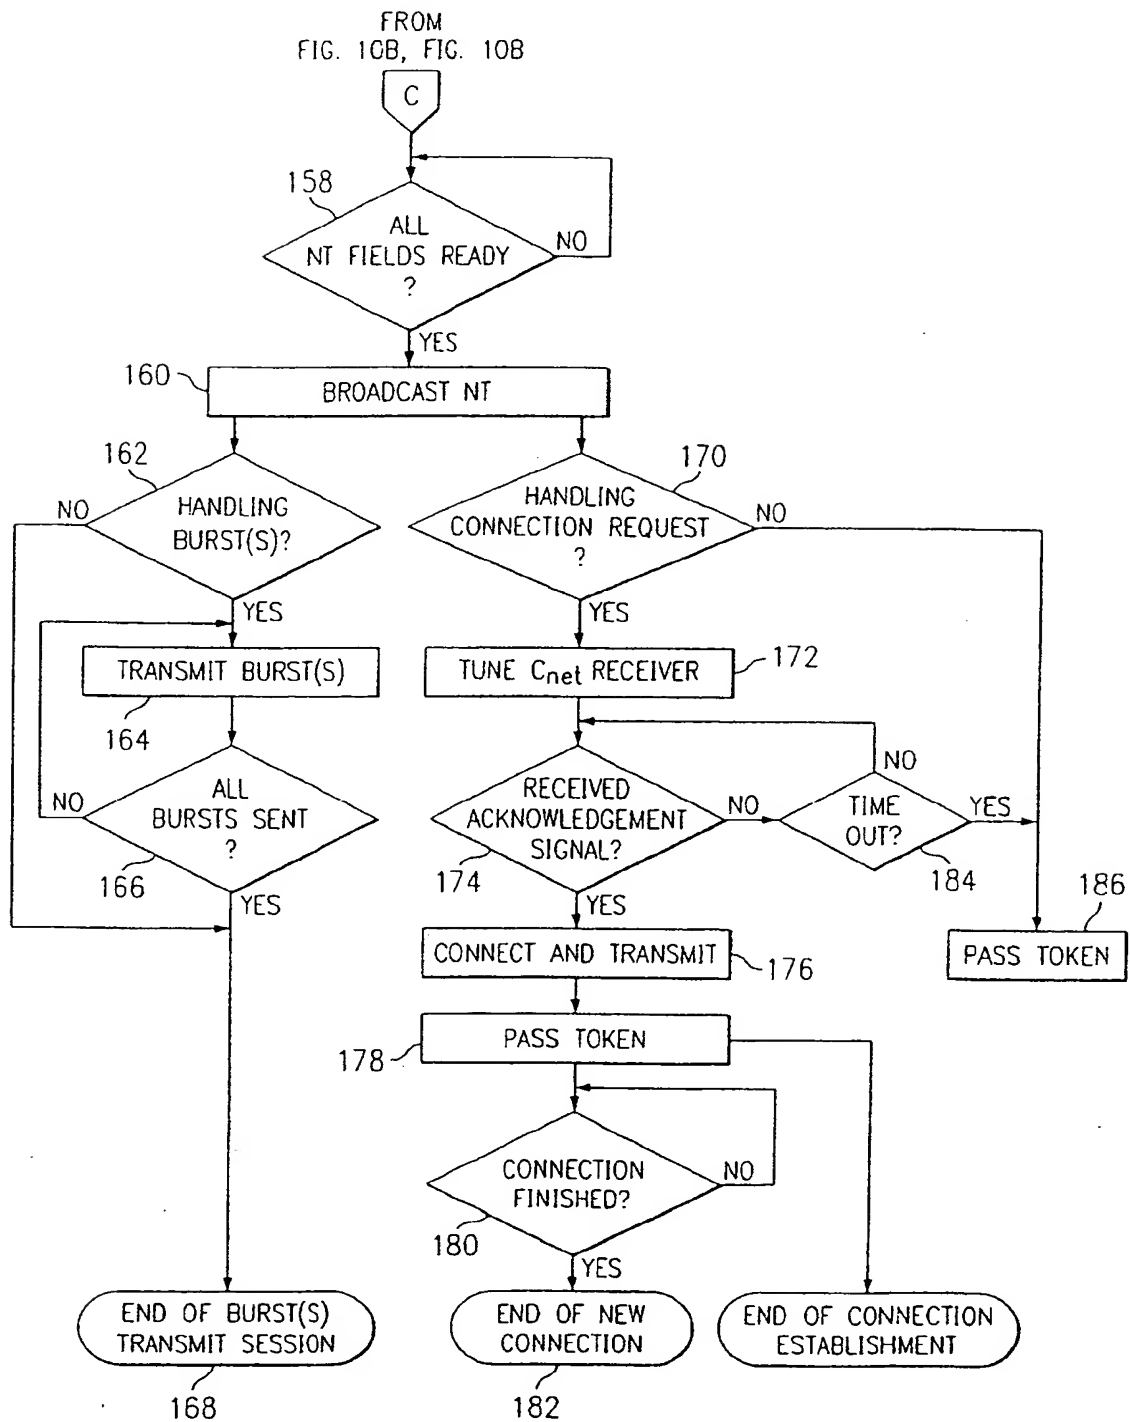 FROM
FIG. 10B, FIG. 10B
C
158
ALL
NT FIELDS READY
?
NO
YES
160
BROADCAST NT
162
NO
HANDLING
BURST(S)?
YES
170
HANDLING
CONNECTION REQUEST
?
NO
YES
TRANSMIT BURST(S)
164
TUNE Cnet RECEIVER
172
ALL
BURSTS SENT
?
NO
166
YES
RECEIVED
ACKNOWLEDGEMENT
SIGNAL?
NO
174
YES
NO
TIME
OUT?
YES
184
186
PASS TOKEN
CONNECT AND TRANSMIT
176
PASS TOKEN
178
CONNECTION
FINISHED?
NO
180
YES
END OF BURST(S)
TRANSMIT SESSION
168
END OF NEW
CONNECTION
182
END OF CONNECTION
ESTABLISHMENT